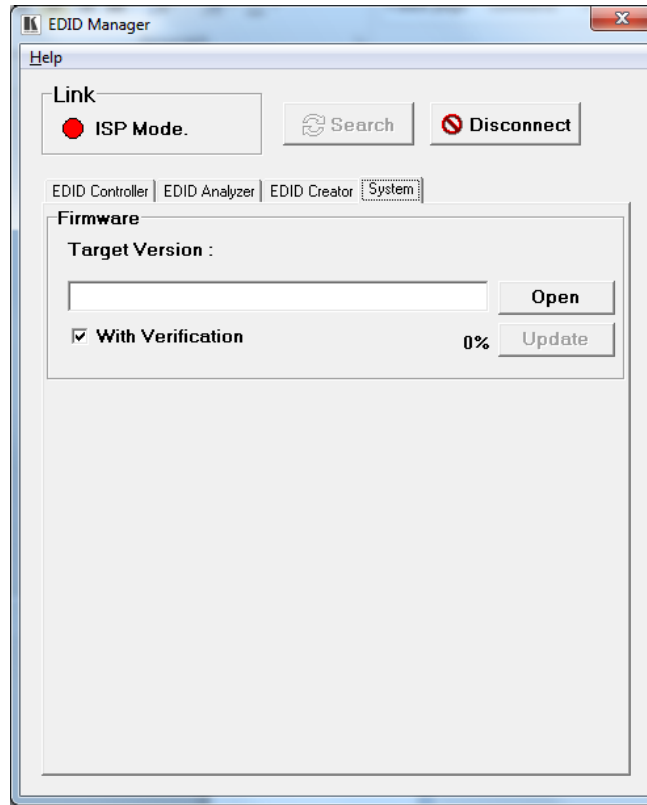 EDID Manager
Help
Link
ISP Mode.
Search
Disconnect
EDID Controller
EDID Analyzer
EDID Creator
System
Firmware
Target Version :
Open
With Verification
0%
Update